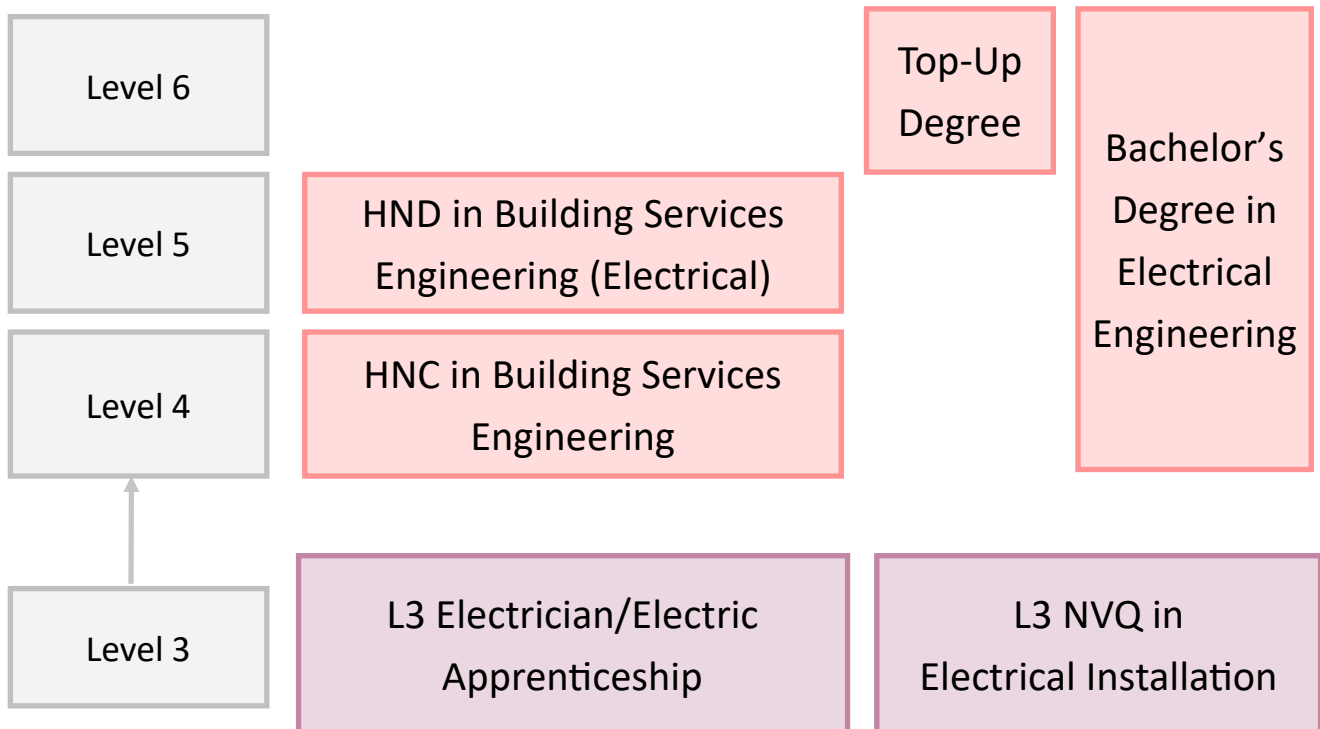 Level 6
Top-Up
Degree
Bachelor’s
Degree in
Electrical
Engineering
Level 5
HND in Building Services
Engineering (Electrical)
Level 4
HNC in Building Services
Engineering
Level 3
L3 Electrician/Electric
Apprenticeship
L3 NVQ in
Electrical Installation